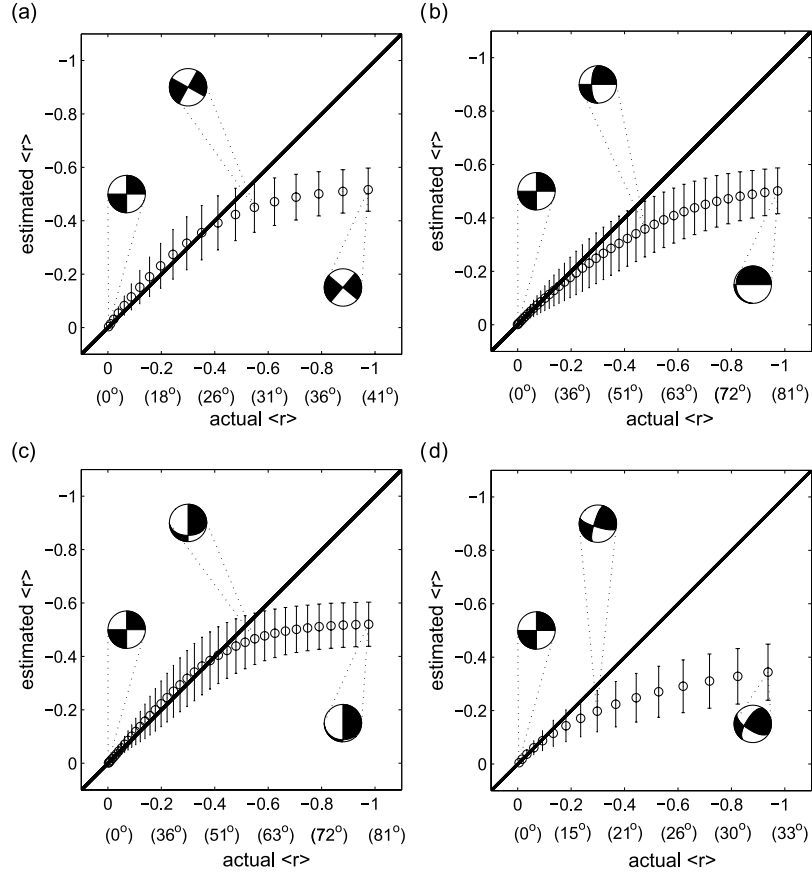 (a)
−1
−0.8
−0.6
−0.4
−0.2
0
estimated <r>
0 −0.2 −0.4 −0.6 −0.8 −1
(0°) (18°) (26°) (31°) (36°) (41°)
actual <r>
(b)
−1
−0.8
−0.6
−0.4
−0.2
0
estimated <r>
0 −0.2 −0.4 −0.6 −0.8 −1
(0°) (36°) (51°) (63°) (72°) (81°)
actual <r>
(c)
−1
−0.8
−0.6
−0.4
−0.2
0
estimated <r>
0 −0.2 −0.4 −0.6 −0.8 −1
(0°) (36°) (51°) (63°) (72°) (81°)
actual <r>
(d)
−1
−0.8
−0.6
−0.4
−0.2
0
estimated <r>
0 −0.2 −0.4 −0.6 −0.8 −1
(0°) (15°) (21°) (26°) (30°) (33°)
actual <r>